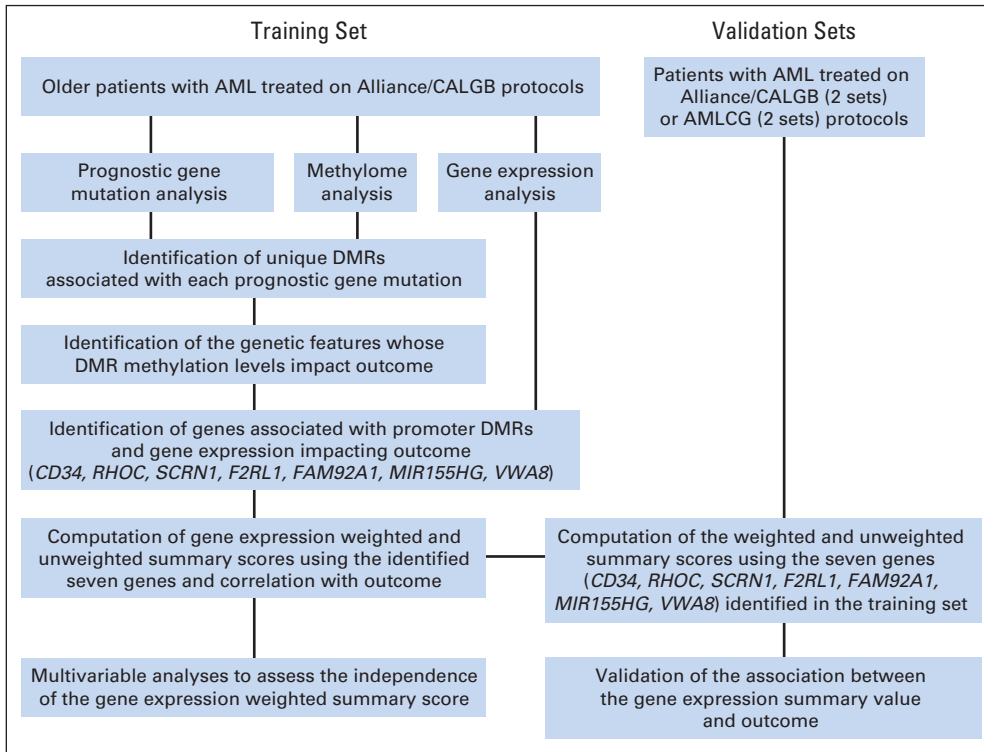 Training Set
Older patients with AML treated on Alliance/CALGB protocols
Prognostic gene
mutation analysis
Methylome
analysis
Gene expression
analysis
Identification of unique DMRs
associated with each prognostic gene mutation
Identification of the genetic features whose
DMR methylation levels impact outcome
Identification of genes associated with promoter DMRs
and gene expression impacting outcome
(CD34, RHOC, SCRN1, F2RL1, FAM92A1, MIR155HG, VWA8)
Computation of gene expression weighted and
unweighted summary scores using the identified
seven genes and correlation with outcome
Multivariable analyses to assess the independence
of the gene expression weighted summary score
Validation Sets
Patients with AML treated on
Alliance/CALGB (2 sets)
or AMLCG (2 sets) protocols
Computation of the weighted and unweighted
summary scores using the seven genes
(CD34, RHOC, SCRN1, F2RL1, FAM92A1,
MIR155HG, VWA8) identified in the training set
Validation of the association between
the gene expression summary value
and outcome